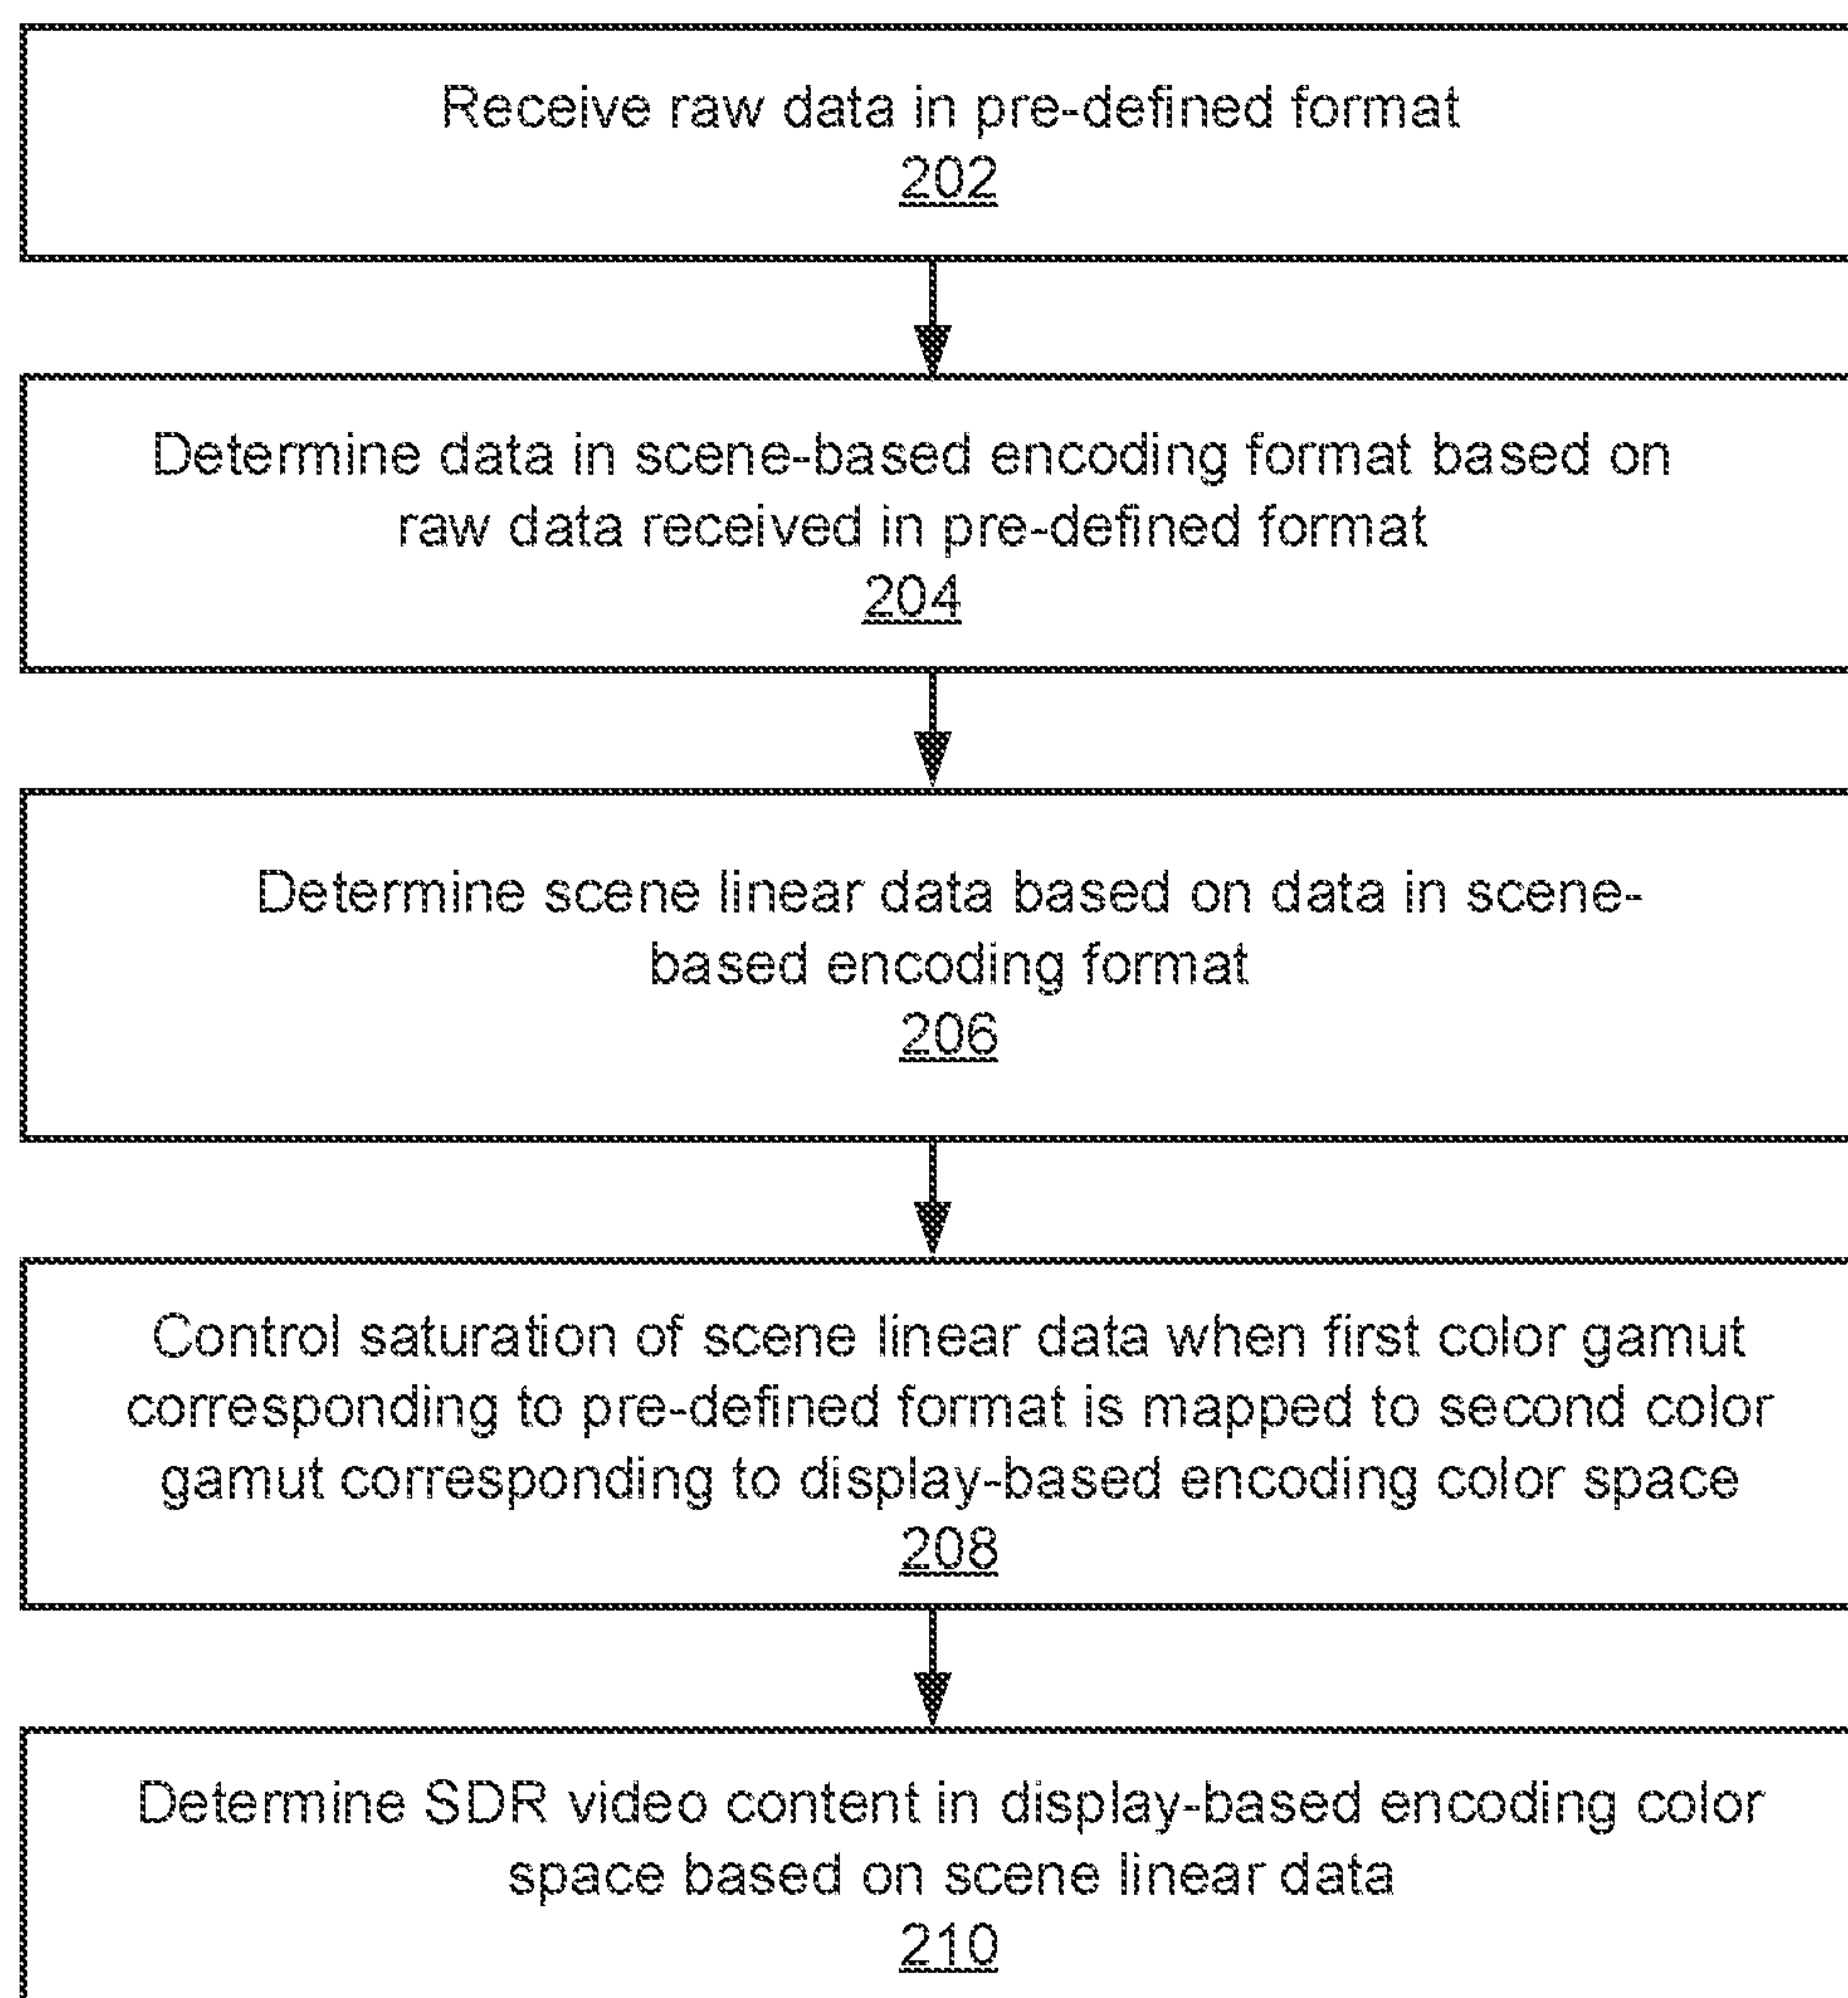 Receive raw data in pre-defined format
202
Determine data in scene-based encoding format based on
raw data received in pre-defined format
204
Determine scene linear data based on data in scene-
based encoding format
206
Control saturation of scene linear data when first color gamut
corresponding to pre-defined format is mapped to second color
gamut corresponding to display-based encoding color space
208
Determine SDR video content in display-based encoding color
space based on scene linear data
210